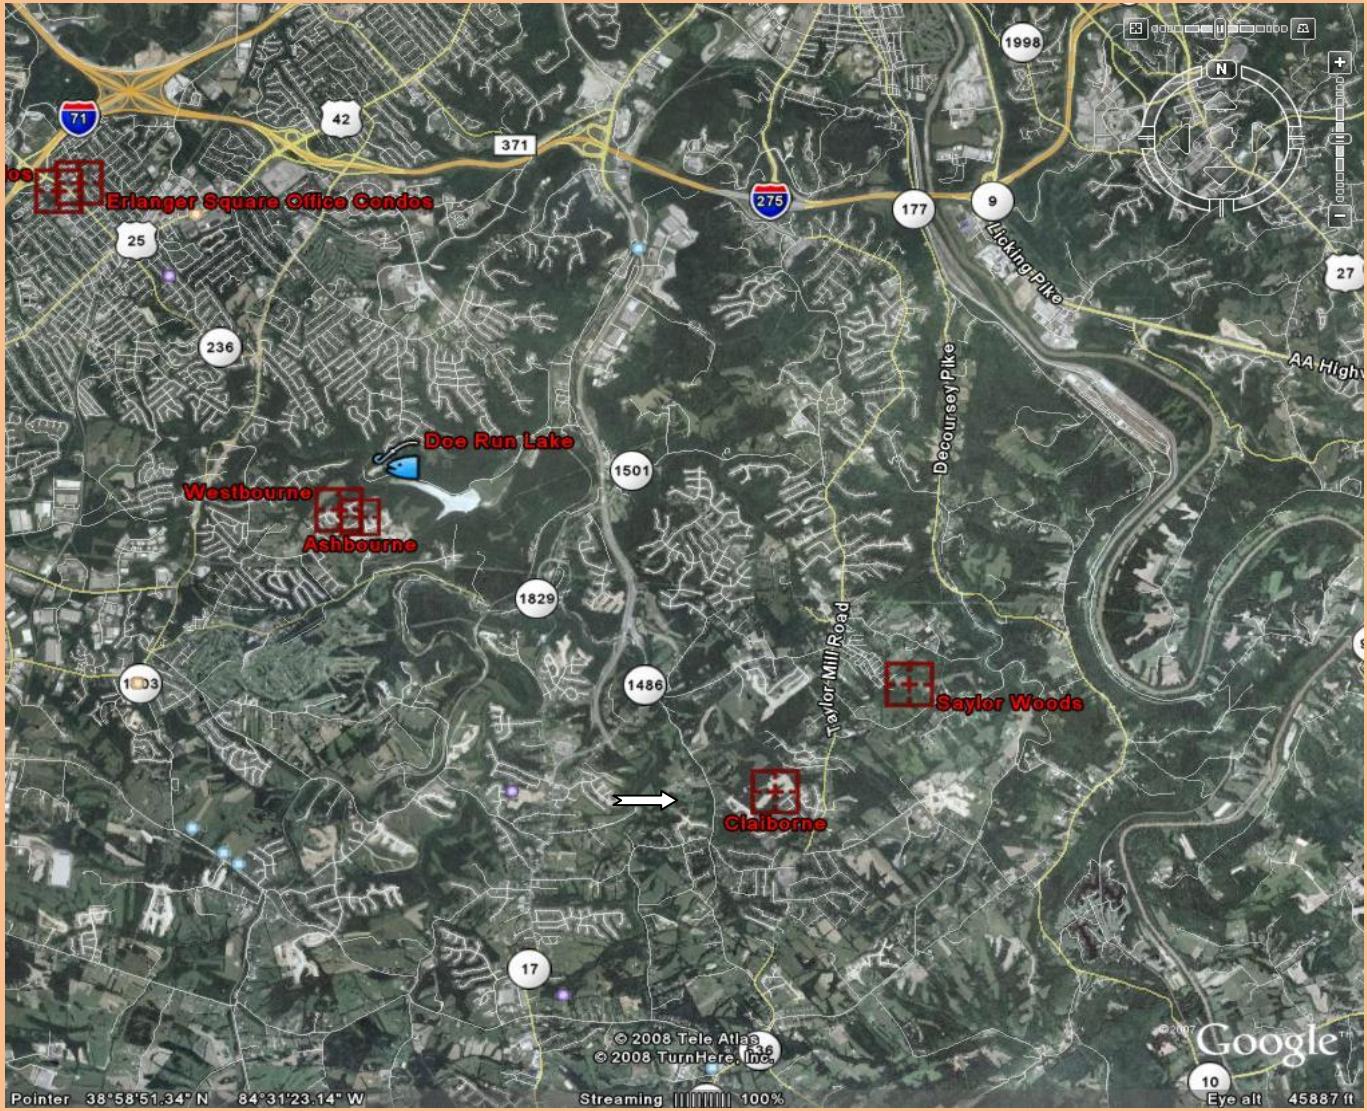 1998
N
71
42
371
os
Erlanger Square Office Condos
275
177
9
25
Licking Pike
27
236
AA Highw
Decoursey Pike
Doe Run Lake
1501
Westbourne
Ashbourne
1829
Taylor Mill Road
1486
Saylor Woods
Claiborne
17
© 2008 Tele Atlas
© 2008 TurnHere, Inc.
©2007 Google™
10
Pointer 38°58'51.34" N 84°31'23.14" W Streaming 100% Eye alt 45887 ft